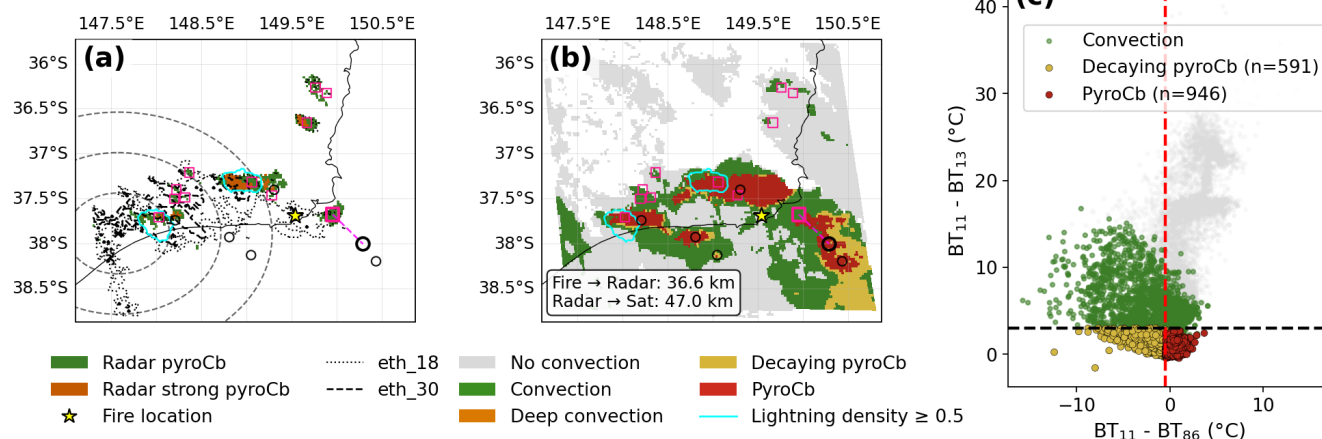 147.5°E 148.5°E 149.5°E 150.5°E
(a)
36°S
36.5°S
37°S
37.5°S
38°S
38.5°S
147.5°E 148.5°E 149.5°E 150.5°E
(b)
36°S
36.5°S
37°S
37.5°S
38°S
38.5°S
Fire → Radar: 36.6 km
Radar → Sat: 47.0 km
Radar pyroCb
Radar strong pyroCb
Fire location
eth_18
eth_30
No convection
Convection
Deep convection
Decaying pyroCb
PyroCb
Lightning density ≥ 0.5
(c)
Convection
Decaying pyroCb (n=591)
PyroCb (n=946)
BT₁₁ - BT₁₃ (°C)
40
30
20
10
0
−10 0 10
BT₁₁ - BT₈₆ (°C)